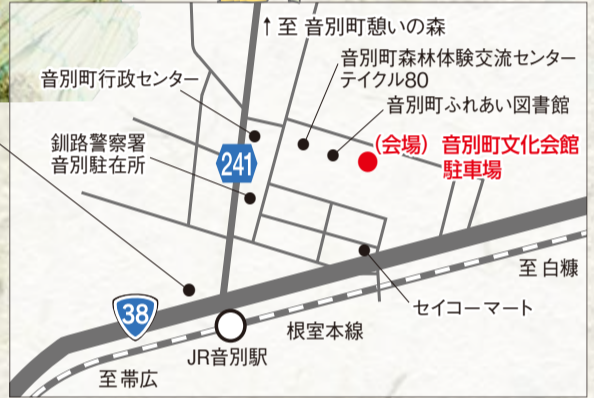 ↑至 音別町憩いの森
音別町森林体験交流センター
テイクル80
音別町行政センター
音別町ふれあい図書館
釧路警察署
音別駐在所
241
(会場) 音別町文化会館
駐車場
至 白糠
セイコーマート
38
根室本線
JR音別駅
至 帯広